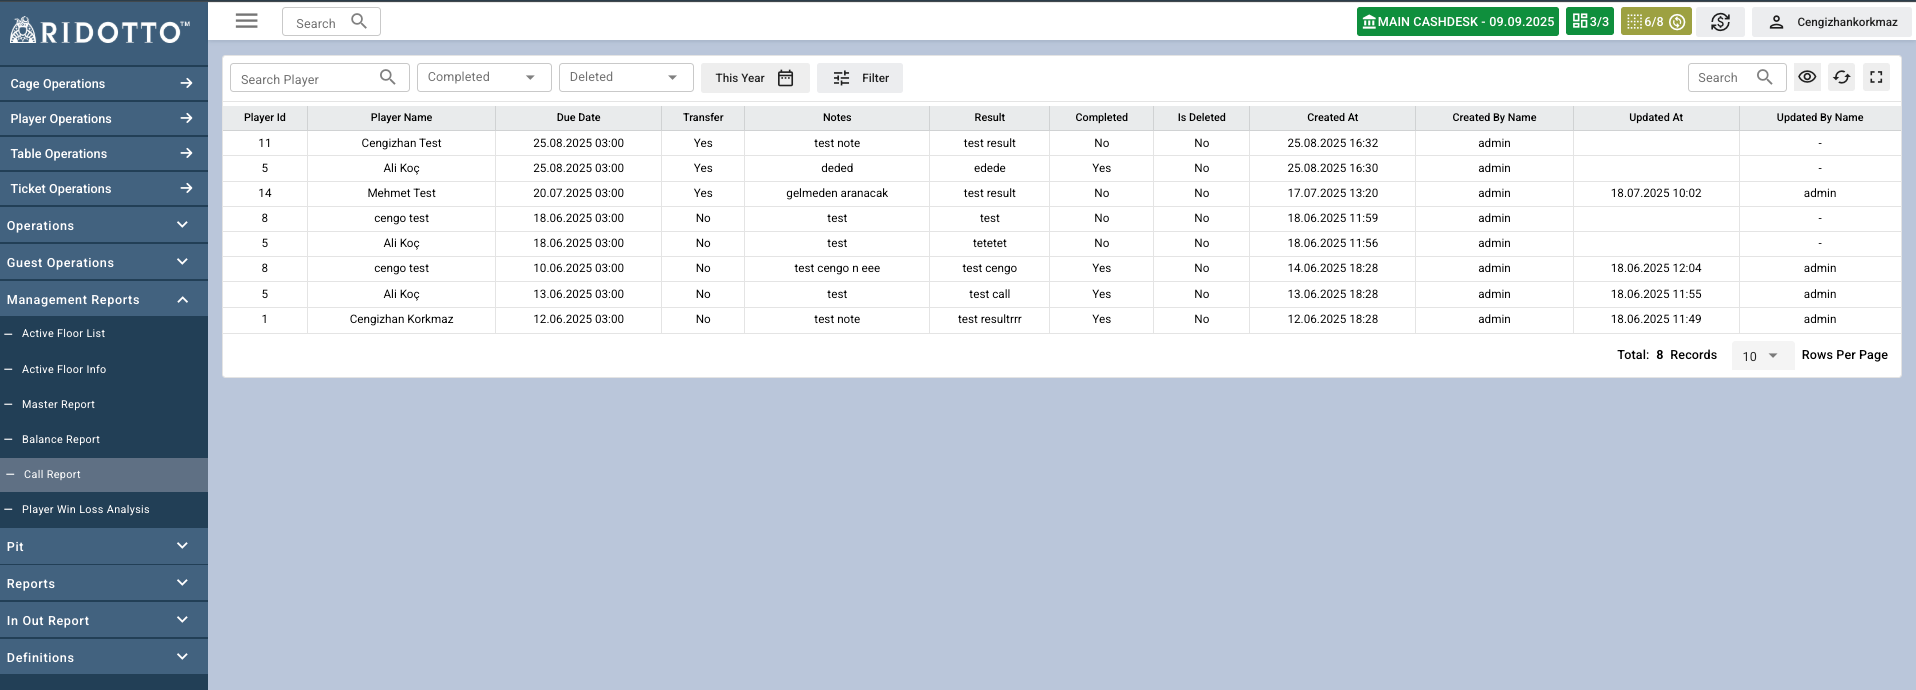 RIDOTTO™
Search
MAIN CASHDESK - 09.09.2025
3/3
6/8
Cengizhankorkmaz
Cage Operations
Player Operations
Table Operations
Ticket Operations
Operations
Guest Operations
Management Reports
Active Floor List
Active Floor Info
Master Report
Balance Report
Call Report
Player Win Loss Analysis
Pit
Reports
In Out Report
Definitions
Search Player
Completed
Deleted
This Year
Filter
Search
Player Id Player Name Due Date Transfer Notes Result Completed Is Deleted Created At Created By Name Updated At Updated By Name
11 Cengizhan Test 25.08.2025 03:00 Yes test note test result No No 25.08.2025 16:32 admin -
5 Ali Koç 25.08.2025 03:00 Yes deded edede Yes No 25.08.2025 16:30 admin -
14 Mehmet Test 20.07.2025 03:00 Yes gelmeden aranacak test result No No 17.07.2025 13:20 admin 18.07.2025 10:02 admin
8 cengo test 18.06.2025 03:00 No test test No No 18.06.2025 11:59 admin -
5 Ali Koç 18.06.2025 03:00 No test tetetet No No 18.06.2025 11:56 admin -
8 cengo test 10.06.2025 03:00 No test cengo n eee test cengo Yes No 14.06.2025 18:28 admin 18.06.2025 12:04 admin
5 Ali Koç 13.06.2025 03:00 No test test call Yes No 13.06.2025 18:28 admin 18.06.2025 11:55 admin
1 Cengizhan Korkmaz 12.06.2025 03:00 No test note test resultrrr Yes No 12.06.2025 18:28 admin 18.06.2025 11:49 admin
Total: 8 Records 10 Rows Per Page